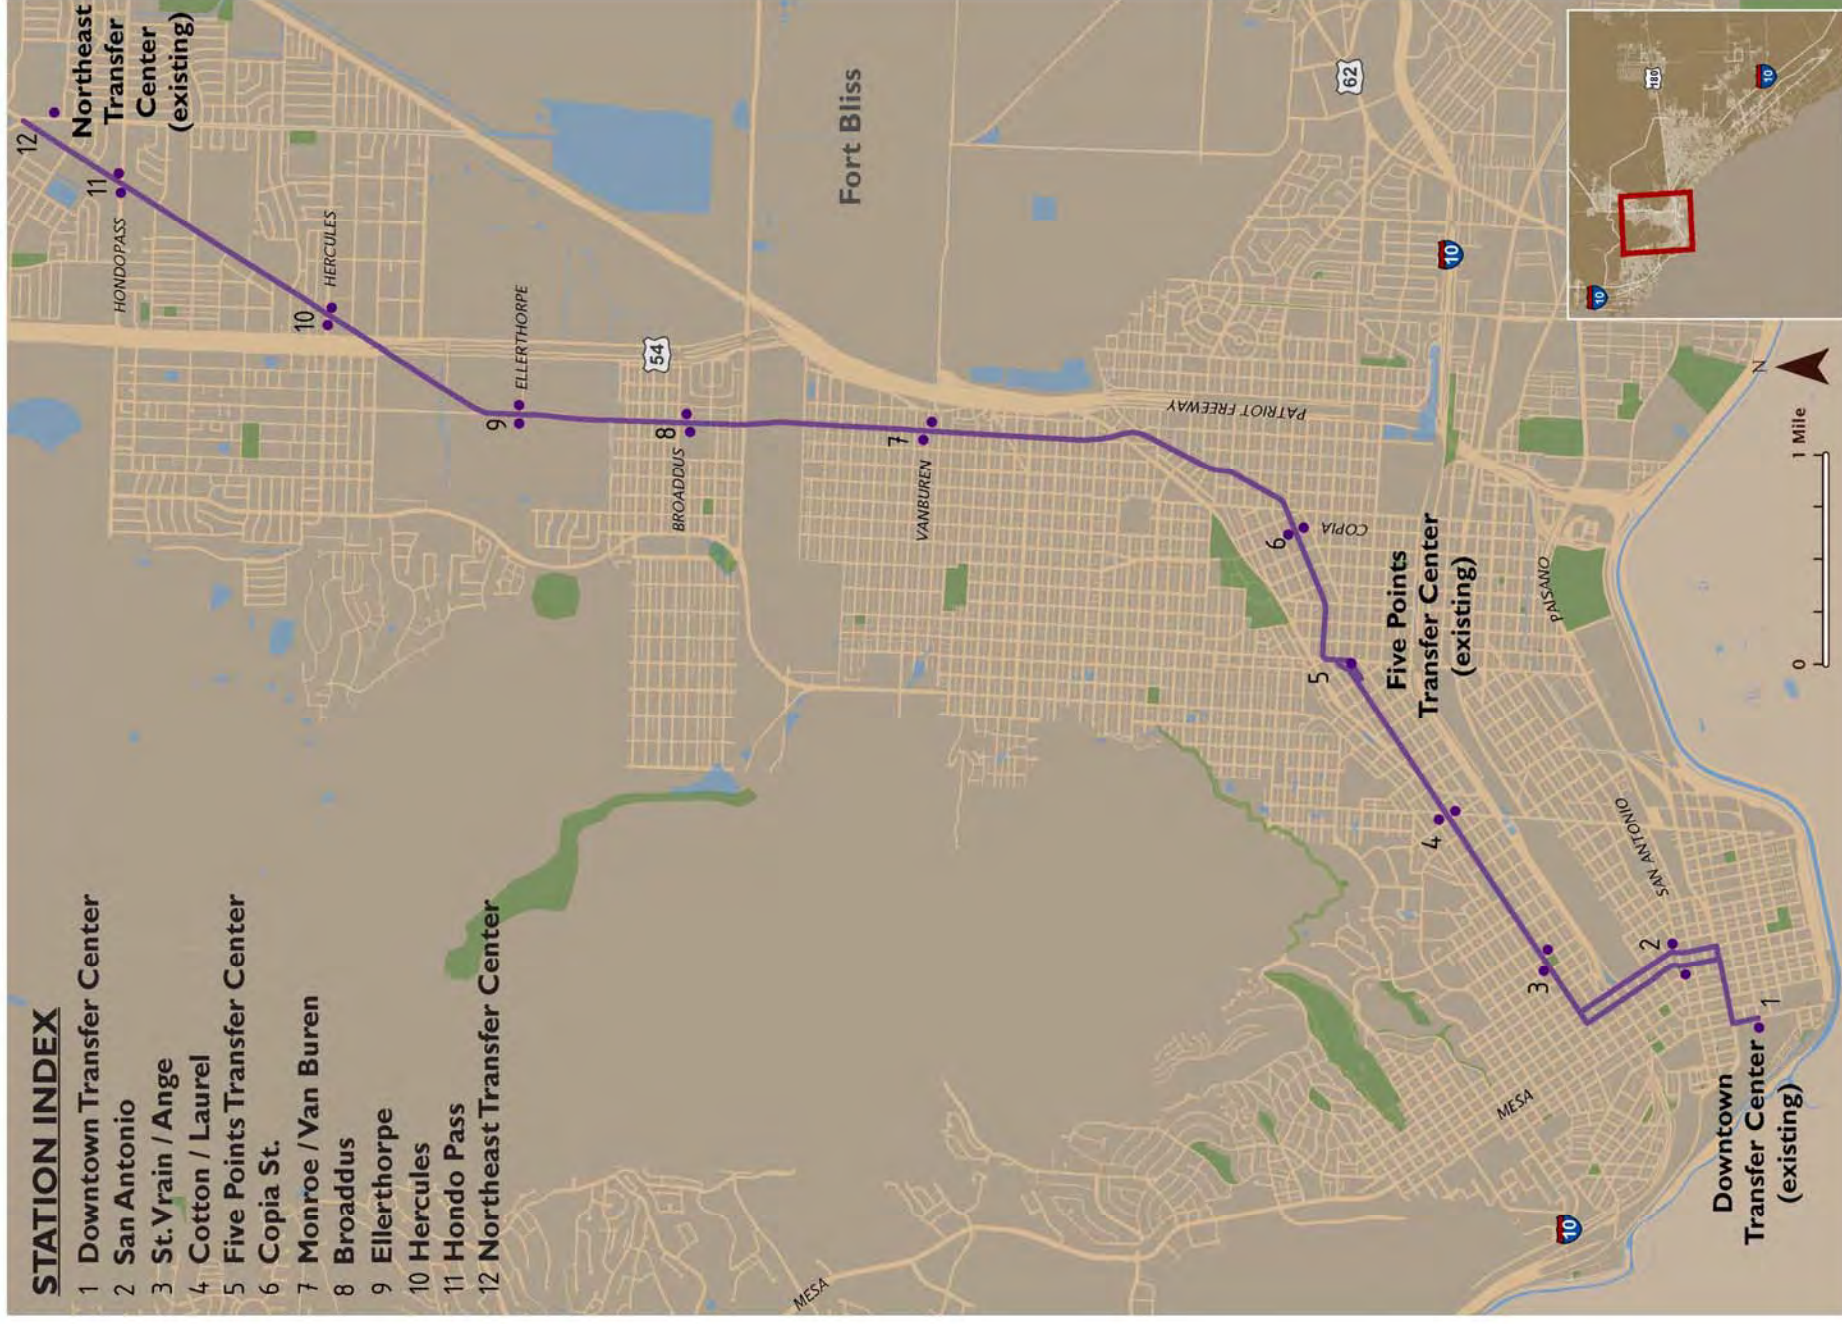 STATION INDEX
1 Downtown Transfer Center
2 San Antonio
3 St. Vrain / Ange
4 Cotton / Laurel
5 Five Points Transfer Center
6 Copia St.
7 Monroe / Van Buren
8 Broaddus
9 Ellerthorpe
10 Hercules
11 Hondo Pass
12 Northeast Transfer Center
12
Northeast
Transfer
Center
(existing)
11
HONDOPASS
10
HERCULES
9
ELLERTHORPE
54
8
BROADDUS
7
VANBUREN
Fort Bliss
62
PATRIOT FREEWAY
10
6
COPIA
5
Five Points
Transfer Center
(existing)
PAISANO
4
3
2
SAN ANTONIO
1
Downtown
Transfer Center
(existing)
MESA
MESA
10
N
0
1 Mile
180
10
10